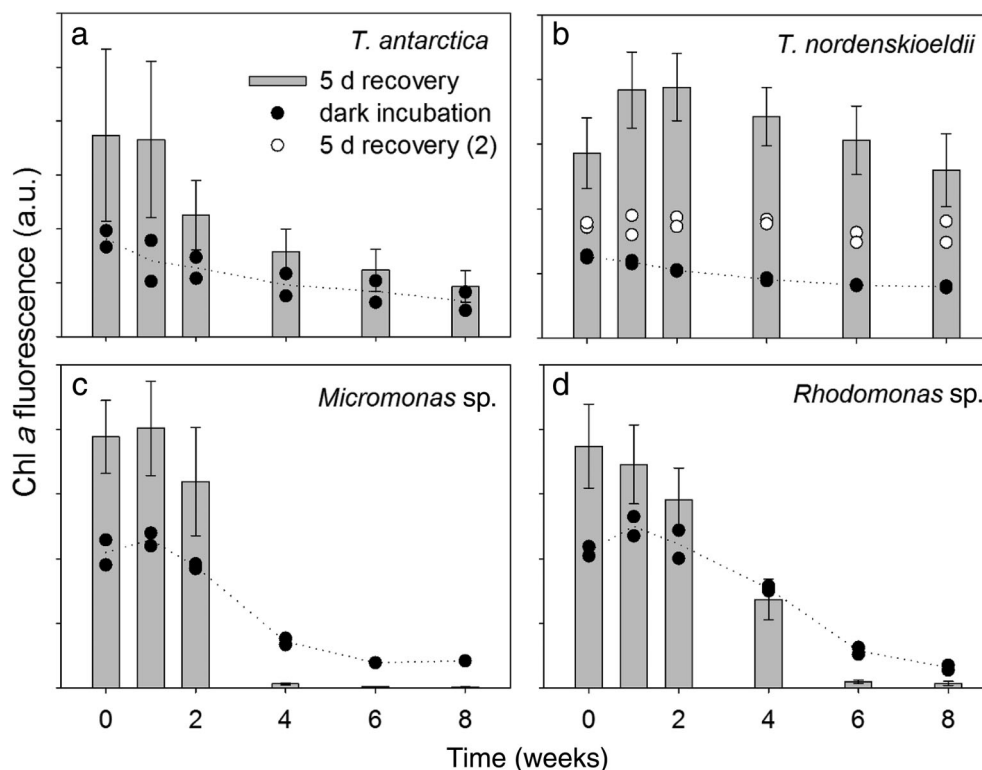 a
T. antarctica
5 d recovery
dark incubation
5 d recovery (2)
b
T. nordenskioeldii
c
Micromonas sp.
d
Rhodomonas sp.
Chl a fluorescence (a.u.)
0 2 4 6 8
0 2 4 6 8
Time (weeks)